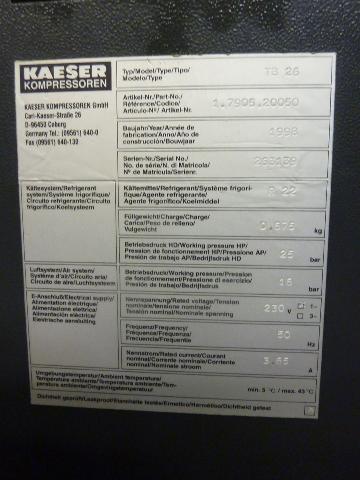 KAESER
KOMPRESSOREN
KAESER KOMPRESSOREN GmbH
Carl-Kaeser-Straße 26
D-96450 Coburg
Germany Tel.: (09561) 640-0
Fax (09561) 640-130
Typ/Model/Type/Tipo/
Modelo/Type
TB 26
Artikel-Nr./Part-No./
Référence/Codice/
Articulo-Nº/ Artikel-Nr.
1.7905.20050
Baujahr/Year/Année de
fabrication/Anno/Año de
construcción/Bouwjaar
1998
Serien-Nr/Serial No./
No. de série/N. di Matricola/
Nº de Matrícula/Serienr.
Kältesystem/Refrigerant
system/Système frigorifique/
Circuito refrigerante/Circuito
frigorífico/Koelsysteem
Kältemittel/Refrigerant/Système frigori-
fique/Agente refrigerante/
Agente frigorifico/Koelmiddel
R 22
Füllgewicht/Charge/Charge/
Carica/Peso de relleno/
Vulgewicht
0.675
kg
Betriebsdruck HD/Working pressure HP/
Pression de fonctionnement HP/Pressione AP/
Presión de trabajo AP/Bedrijfsdruk HD
25
bar
Luftsystem/Air system/
Système d'air/Circuito aria/
Circuito de aire/Luchtsysteem
Betriebsdruck/Working pressure/Pression
de fonctionnement/Pressione di esercizio/
Presión de trabajo/Bedrijfsdruk
16
bar
E-Anschluß/Electrical supply/
Alimentation électrique/
Alimentazione elettrica/
Alimentación eléctrica/
Elektrische aansluiting
Nennspannung/Rated voltage/Tension
nominale/tensione nominale/
Tensión nominal/Nominale spanning
230
V
1~
3~
Frequenz/Frequency/
Fréquence/Frequenza/
Frecuencia/Frequentie
50
Hz
Nennstrom/Rated current/Courant
nominal/Corrente nominale/Corriente
nominal/Nominale stroom
3.65
A
Umgebungstemperatur/Ambient temperature/
Température ambiante/Temperatura ambiente/Tem-
peratura ambiente/Omgevingstemperatuur
min. 5 °C / max. 43 °C
Dichtheit geprüft/Leakproof/Etanchéité testée/Ermetico/Hermético/Dichtheid getest